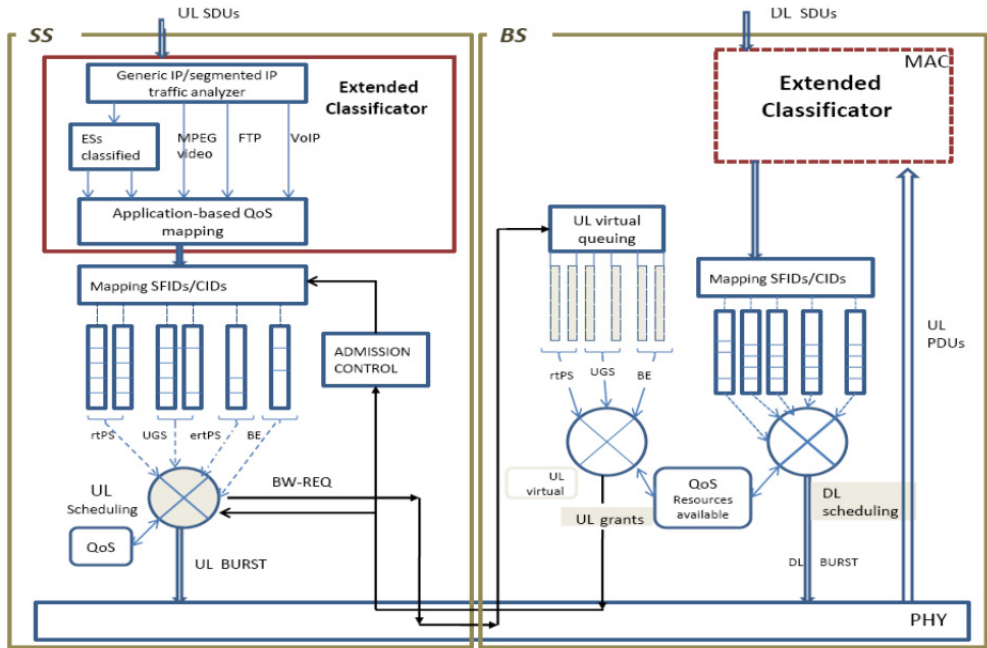 UL SDUs
SS
Generic IP/segmented IP
traffic analyzer
Extended
Classificator
ESs
classified
MPEG
video
FTP
VoIP
Application-based QoS
mapping
Mapping SFIDs/CIDs
ADMISSION
CONTROL
rtPS
UGS
ertPS
BE
UL
Scheduling
BW-REQ
QoS
UL BURST
DL SDUs
BS
MAC
Extended
Classificator
UL virtual
queuing
Mapping SFIDs/CIDs
UL
PDUs
rtPS
UGS
BE
UL
virtual
UL grants
QoS
Resources
available
DL
scheduling
DL BURST
PHY